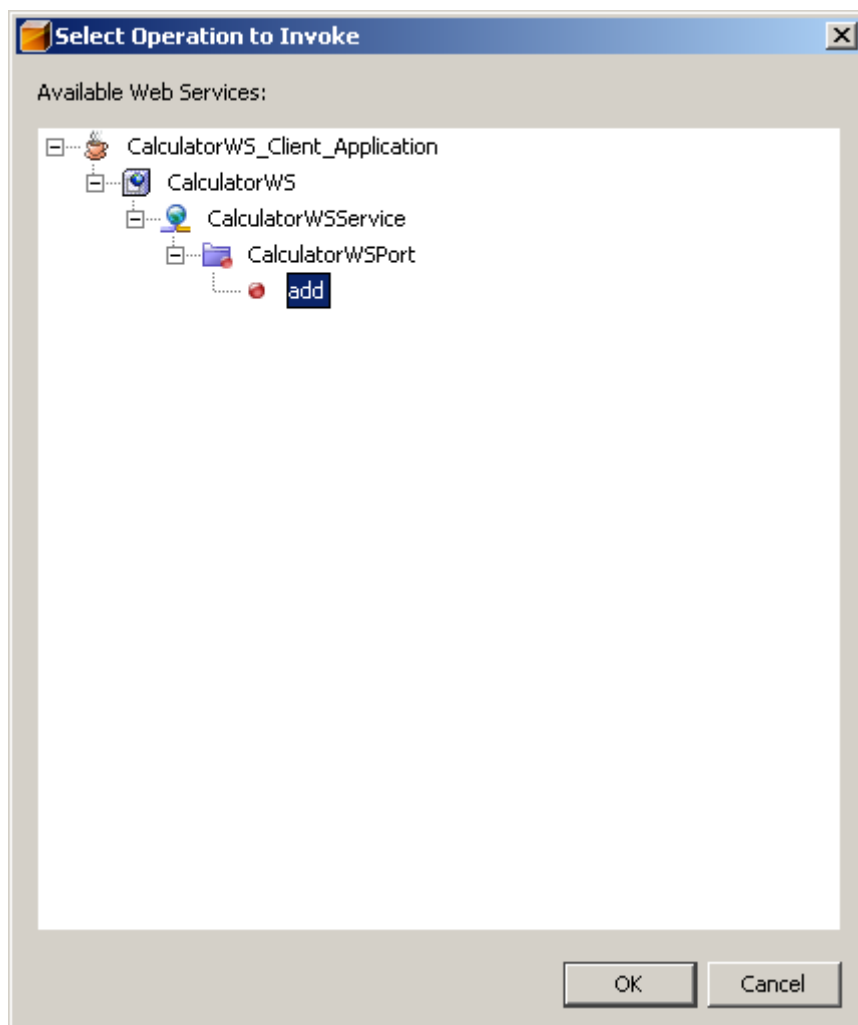 Select Operation to Invoke
Available Web Services:
CalculatorWS_Client_Application
CalculatorWS
CalculatorWSService
CalculatorWSPort
add
OK Cancel